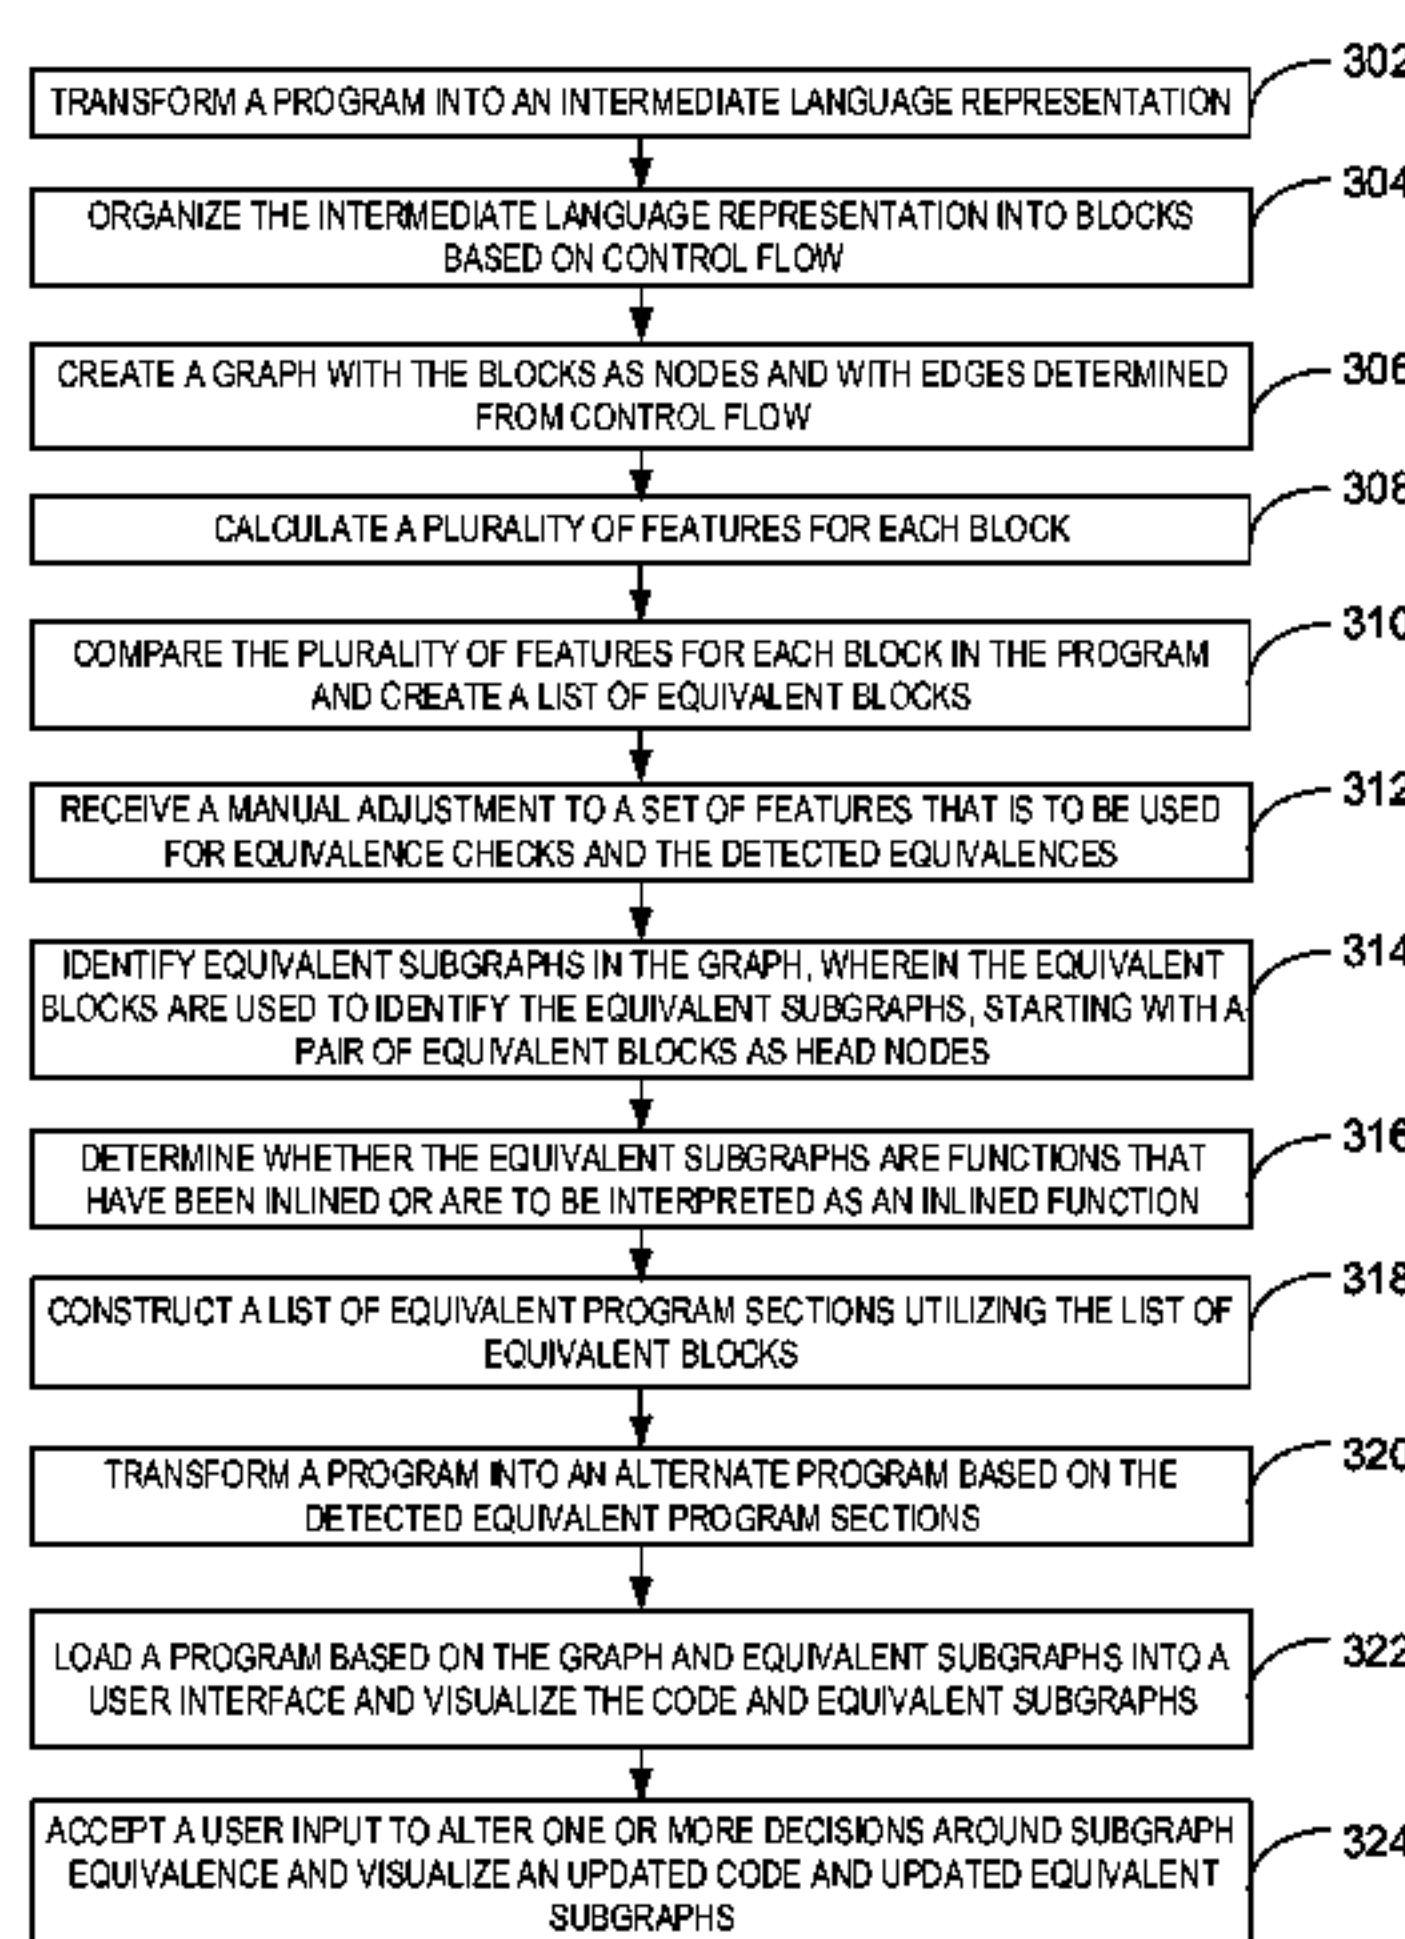 302
TRANSFORM A PROGRAM INTO AN INTERMEDIATE LANGUAGE REPRESENTATION
304
ORGANIZE THE INTERMEDIATE LANGUAGE REPRESENTATION INTO BLOCKS
BASED ON CONTROL FLOW
306
CREATE A GRAPH WITH THE BLOCKS AS NODES AND WITH EDGES DETERMINED
FROM CONTROL FLOW
308
CALCULATE A PLURALITY OF FEATURES FOR EACH BLOCK
310
COMPARE THE PLURALITY OF FEATURES FOR EACH BLOCK IN THE PROGRAM
AND CREATE A LIST OF EQUIVALENT BLOCKS
312
RECEIVE A MANUAL ADJUSTMENT TO A SET OF FEATURES THAT IS TO BE USED
FOR EQUIVALENCE CHECKS AND THE DETECTED EQUIVALENCES
314
IDENTIFY EQUIVALENT SUBGRAPHS IN THE GRAPH, WHEREIN THE EQUIVALENT
BLOCKS ARE USED TO IDENTIFY THE EQUIVALENT SUBGRAPHS, STARTING WITH A
PAIR OF EQUIVALENT BLOCKS AS HEAD NODES
316
DETERMINE WHETHER THE EQUIVALENT SUBGRAPHS ARE FUNCTIONS THAT
HAVE BEEN INLINED OR ARE TO BE INTERPRETED AS AN INLINED FUNCTION
318
CONSTRUCT A LIST OF EQUIVALENT PROGRAM SECTIONS UTILIZING THE LIST OF
EQUIVALENT BLOCKS
320
TRANSFORM A PROGRAM INTO AN ALTERNATE PROGRAM BASED ON THE
DETECTED EQUIVALENT PROGRAM SECTIONS
322
LOAD A PROGRAM BASED ON THE GRAPH AND EQUIVALENT SUBGRAPHS INTO A
USER INTERFACE AND VISUALIZE THE CODE AND EQUIVALENT SUBGRAPHS
324
ACCEPT A USER INPUT TO ALTER ONE OR MORE DECISIONS AROUND SUBGRAPH
EQUIVALENCE AND VISUALIZE AN UPDATED CODE AND UPDATED EQUIVALENT
SUBGRAPHS